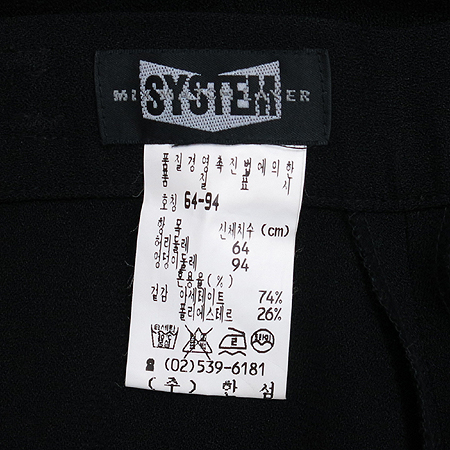 SYSTEM
품질경영촉진법에의한
품 질 표 시
호칭 64-94
항 목 신체치수 (cm)
허리둘레 64
엉덩이둘레 94
혼용율(%)
겉감 아세테이트 74%
폴리에스테르 26%
☎ (02)539-6181
(주) 한 섬